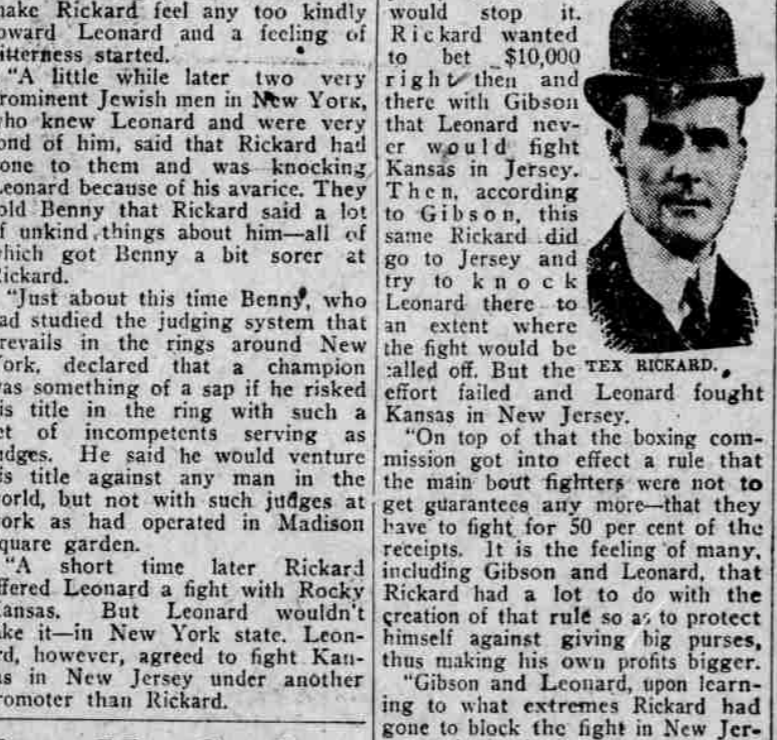 make Rickard feel any too kindly
oward Leonard and a feeling of
itterness started.
"A little while later two very
rominent Jewish men in New York,
ho knew Leonard and were very
ond of him, said that Rickard had
one to them and was knocking
Leonard because of his avarice. They
old Benny that Rickard said a lot
f unkind things about him—all of
hich got Benny a bit sorer at
Rickard.
"Just about this time Benny, who
ad studied the judging system that
revails in the rings around New
York, declared that a champion
as something of a sap if he risked
is title in the ring with such a
et of incompetents serving as
udges. He said he would venture
is title against any man in the
orld, but not with such judges at
ork as had operated in Madison
quare garden.
"A short time later Rickard
ffered Leonard a fight with Rocky
ansas. But Leonard wouldn't
ke it—in New York state. Leon-
rd, however, agreed to fight Kan-
as in New Jersey under another
romoter than Rickard.
would stop it.
Rickard wanted
to bet $10,000
right then and
there with Gibson
that Leonard nev-
er would fight
Kansas in Jersey.
Then, according
to Gibson, this
same Rickard did
go to Jersey and
try to knock
Leonard there to
an extent where
the fight would be
called off. But the
effort failed and Leonard fought
Kansas in New Jersey.
TEX RICKARD.
"On top of that the boxing com-
mission got into effect a rule that
the main bout fighters were not to
get guarantees any more—that they
have to fight for 50 per cent of the
receipts. It is the feeling of many,
including Gibson and Leonard, that
Rickard had a lot to do with the
creation of that rule so as to protect
himself against giving big purses,
thus making his own profits bigger.
"Gibson and Leonard, upon learn-
ing to what extremes Rickard had
gone to block the fight in New Jer-